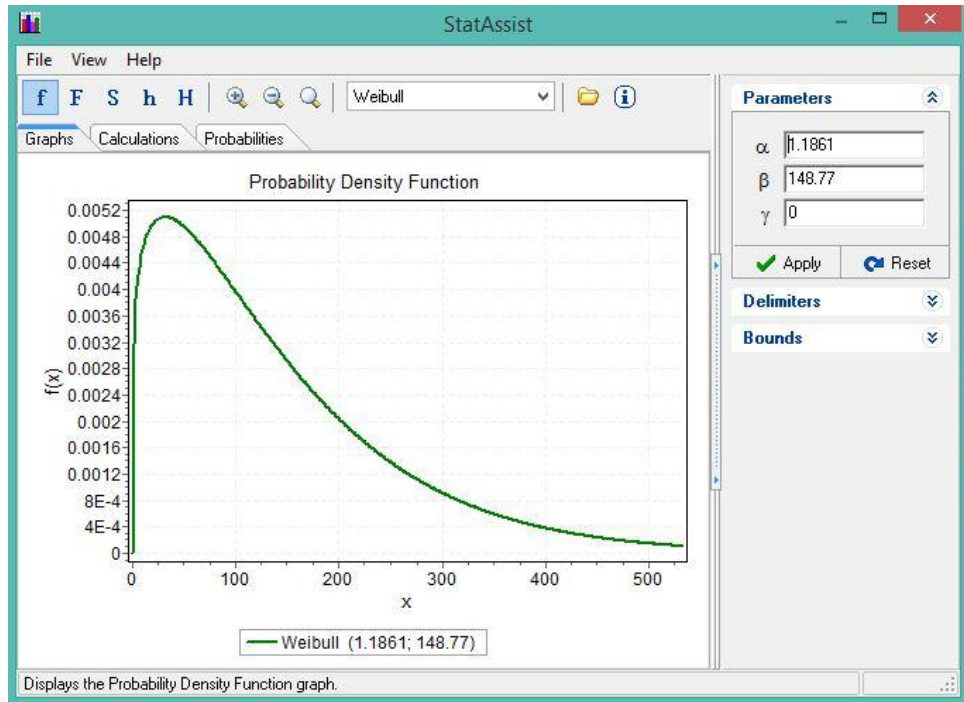 StatAssist
File View Help
f F S h H Weibull
Graphs Calculations Probabilities
Probability Density Function
0.0052
0.0048
0.0044
0.004
0.0036
0.0032
0.0028
0.0024
0.002
0.0016
0.0012
8E-4
4E-4
0
f(x)
0 100 200 300 400 500
x
Weibull (1.1861; 148.77)
Parameters
α 1.1861
β 148.77
γ 0
Apply Reset
Delimiters
Bounds
Displays the Probability Density Function graph.